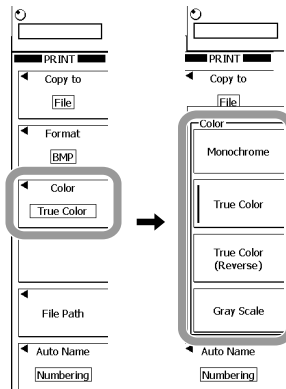 PRINT
Copy to
File
Format
BMP
Color
True Color
File Path
Auto Name
Numbering
PRINT
Copy to
File
Color
Monochrome
True Color
True Color
(Reverse)
Gray Scale
Auto Name
Numbering